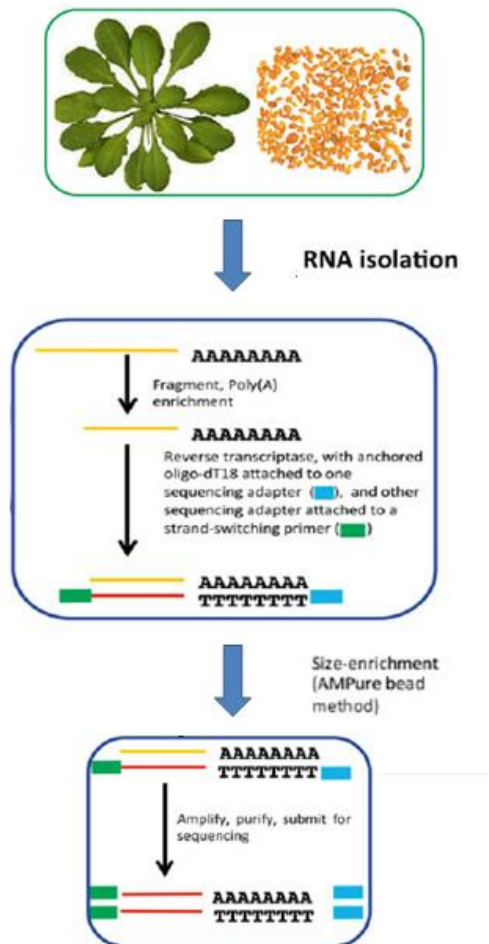 RNA isolation
AAAAAAAA
Fragment, Poly(A)
enrichment
AAAAAAAA
Reverse transcriptase, with anchored
oligo-dT18 attached to one
sequencing adapter ( ), and other
sequencing adapter attached to a
strand-switching primer ( )
AAAAAAAA
TTTTTTTT
Size-enrichment
(AMPure bead
method)
AAAAAAAA
TTTTTTTT
Amplify, purify, submit for
sequencing
AAAAAAAA
TTTTTTTT